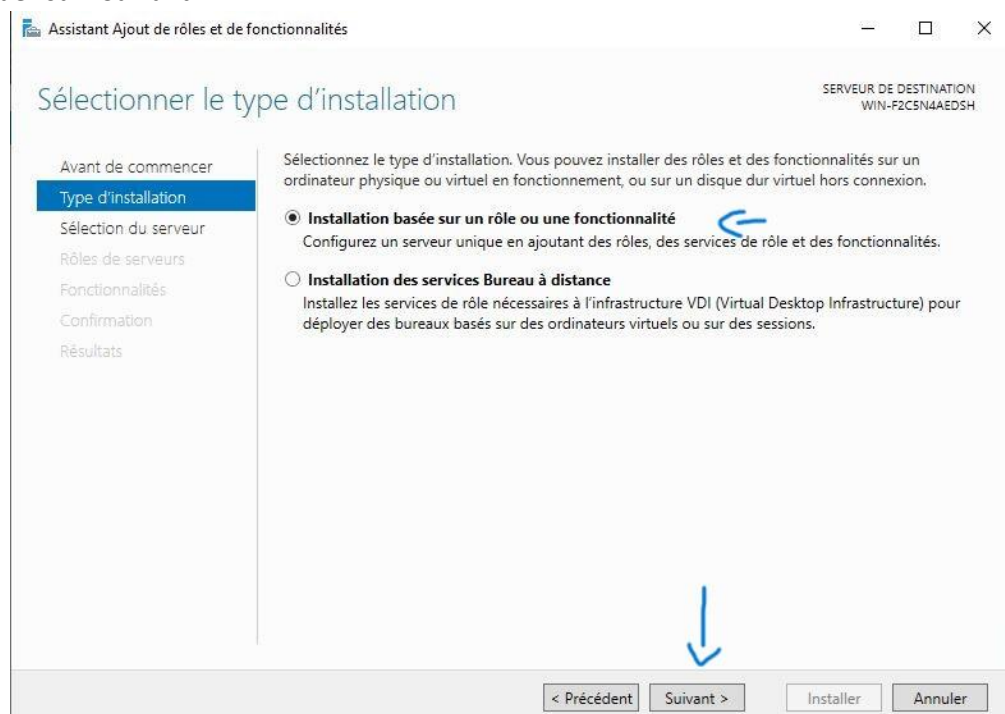 Assistant Ajout de rôles et de fonctionnalités
Sélectionner le type d'installation
SERVEUR DE DESTINATION
WIN-F2C5N4AEDSH
Avant de commencer
Type d'installation
Sélection du serveur
Rôles de serveurs
Fonctionnalités
Confirmation
Résultats
Sélectionnez le type d'installation. Vous pouvez installer des rôles et des fonctionnalités sur un
ordinateur physique ou virtuel en fonctionnement, ou sur un disque dur virtuel hors connexion.
Installation basée sur un rôle ou une fonctionnalité
Configurez un serveur unique en ajoutant des rôles, des services de rôle et des fonctionnalités.
Installation des services Bureau à distance
Installez les services de rôle nécessaires à l'infrastructure VDI (Virtual Desktop Infrastructure) pour
déployer des bureaux basés sur des ordinateurs virtuels ou sur des sessions.
< Précédent
Suivant >
Installer
Annuler